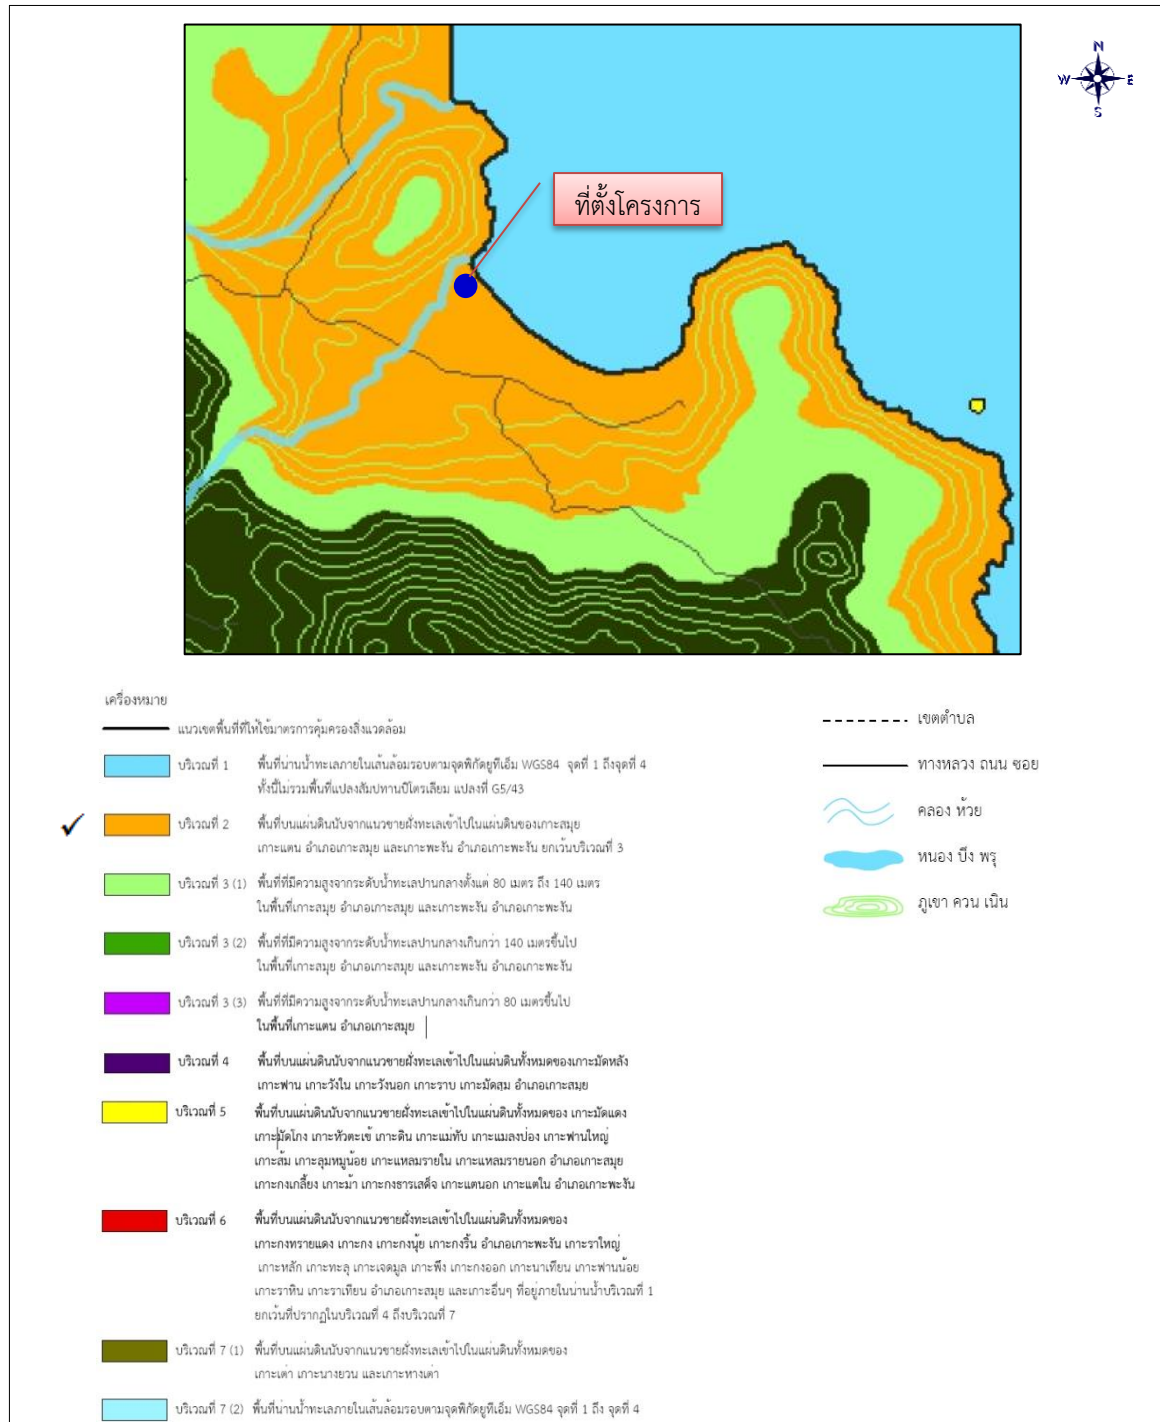 N
W E
S
ที่ตั้งโครงการ
เครื่องหมาย
แนวเขตพื้นที่ที่ให้ใช้มาตรการคุ้มครองสิ่งแวดล้อม
บริเวณที่ 1 พื้นที่น่านน้ำทะเลภายในเส้นล้อมรอบตามจุดพิกัดยูทีเอ็ม WGS84 จุดที่ 1 ถึงจุดที่ 4
ทั้งนี้ไม่รวมพื้นที่แปลงสัมปทานปิโตรเลียม แปลงที่ G5/43
✓ บริเวณที่ 2 พื้นที่บนแผ่นดินนับจากแนวชายฝั่งทะเลเข้าไปในแผ่นดินของเกาะสมุย
เกาะแตน อำเภอเกาะสมุย และเกาะพะงัน อำเภอเกาะพะงัน ยกเว้นบริเวณที่ 3
บริเวณที่ 3 (1) พื้นที่ที่มีความสูงจากระดับน้ำทะเลปานกลางตั้งแต่ 80 เมตร ถึง 140 เมตร
ในพื้นที่เกาะสมุย อำเภอเกาะสมุย และเกาะพะงัน อำเภอเกาะพะงัน
บริเวณที่ 3 (2) พื้นที่ที่มีความสูงจากระดับน้ำทะเลปานกลางเกินกว่า 140 เมตรขึ้นไป
ในพื้นที่เกาะสมุย อำเภอเกาะสมุย และเกาะพะงัน อำเภอเกาะพะงัน
บริเวณที่ 3 (3) พื้นที่ที่มีความสูงจากระดับน้ำทะเลปานกลางเกินกว่า 80 เมตรขึ้นไป
ในพื้นที่เกาะแตน อำเภอเกาะสมุย
บริเวณที่ 4 พื้นที่บนแผ่นดินนับจากแนวชายฝั่งทะเลเข้าไปในแผ่นดินทั้งหมดของเกาะมัดหลัง
เกาะฟาน เกาะวังใน เกาะวังนอก เกาะราบ เกาะมัดสุม อำเภอเกาะสมุย
บริเวณที่ 5 พื้นที่บนแผ่นดินนับจากแนวชายฝั่งทะเลเข้าไปในแผ่นดินทั้งหมดของ เกาะมัดแดง
เกาะมัดโกง เกาะหัวตะเข้ เกาะดิน เกาะแม่ทับ เกาะแมลงป่อง เกาะฟานใหญ่
เกาะส้ม เกาะลุมหมูน้อย เกาะแหลมรายใน เกาะแหลมรายนอก อำเภอเกาะสมุย
เกาะกงเกลี้ยง เกาะม้า เกาะกงธารเสด็จ เกาะแตนอก เกาะแตใน อำเภอเกาะพะงัน
บริเวณที่ 6 พื้นที่บนแผ่นดินนับจากแนวชายฝั่งทะเลเข้าไปในแผ่นดินทั้งหมดของ
เกาะกงทรายแดง เกาะกง เกาะกงนุ้ย เกาะกงริ้น อำเภอเกาะพะงัน เกาะราใหญ่
เกาะหลัก เกาะทะลุ เกาะเจดมูล เกาะพึง เกาะกงออก เกาะนาเทียน เกาะฟานน้อย
เกาะราหิน เกาะราเทียน อำเภอเกาะสมุย และเกาะอื่นๆ ที่อยู่ภายในน่านน้ำบริเวณที่ 1
ยกเว้นที่ปรากฏในบริเวณที่ 4 ถึงบริเวณที่ 7
บริเวณที่ 7 (1) พื้นที่บนแผ่นดินนับจากแนวชายฝั่งทะเลเข้าไปในแผ่นดินทั้งหมดของ
เกาะเต่า เกาะนางยวน และเกาะหางเต่า
บริเวณที่ 7 (2) พื้นที่น่านน้ำทะเลภายในเส้นล้อมรอบตามจุดพิกัดยูทีเอ็ม WGS84 จุดที่ 1 ถึง จุดที่ 4
เขตตำบล
ทางหลวง ถนน ซอย
คลอง ห้วย
หนอง บึง พรุ
ภูเขา ควน เนิน